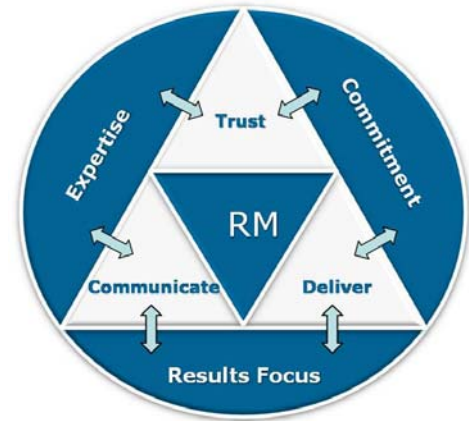 Trust
Expertise
Commitment
RM
Communicate
Deliver
Results Focus